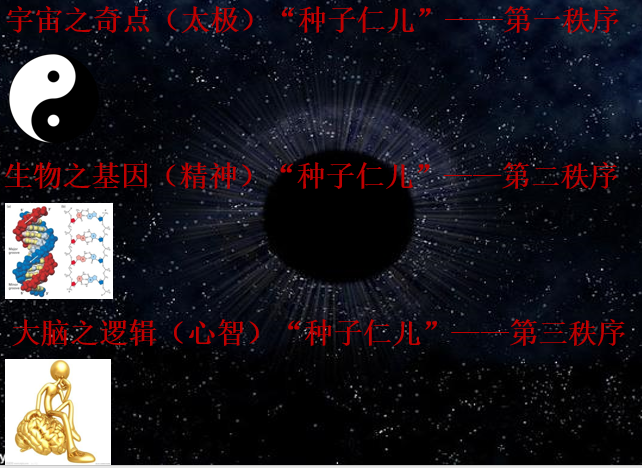 宇宙之奇点（太极）“种子仁儿”——第一秩序
生物之基因（精神）“种子仁儿”——第二秩序
大脑之逻辑（心智）“种子仁儿”——第三秩序